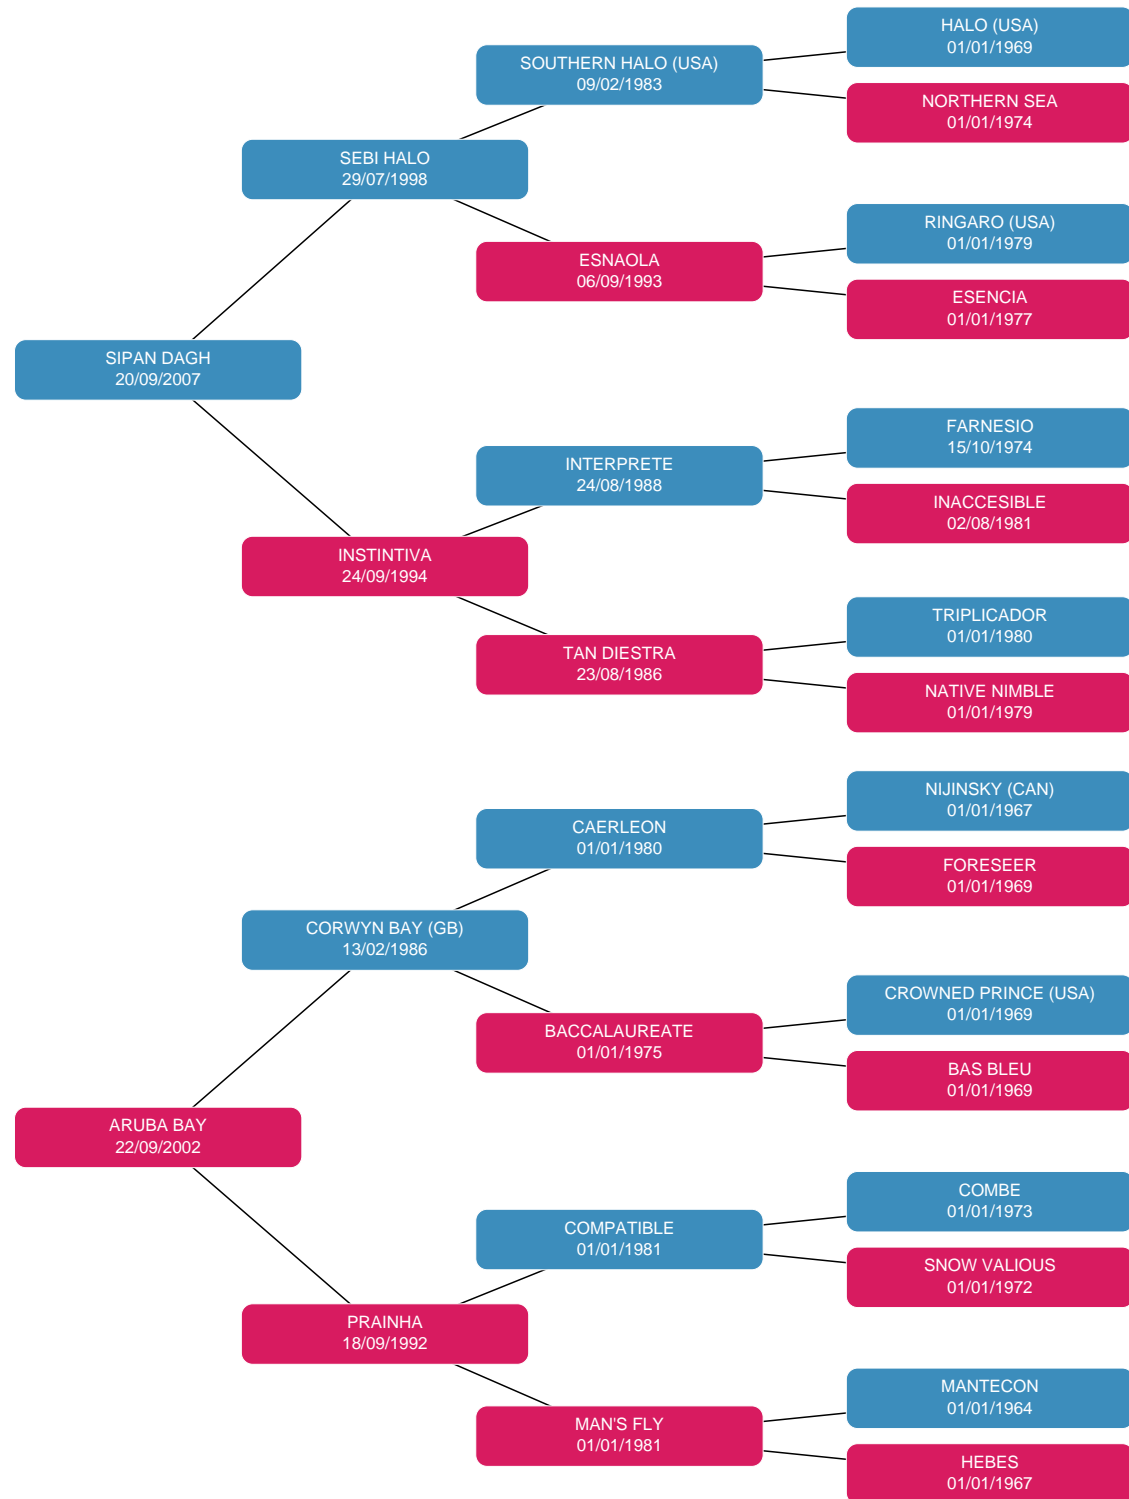 HALO (USA)
01/01/1969
SOUTHERN HALO (USA)
09/02/1983
NORTHERN SEA
01/01/1974
SEBI HALO
29/07/1998
RINGARO (USA)
01/01/1979
ESNAOLA
06/09/1993
ESENCIA
01/01/1977
SIPAN DAGH
20/09/2007
FARNESIO
15/10/1974
INTERPRETE
24/08/1988
INACCESIBLE
02/08/1981
INSTINTIVA
24/09/1994
TRIPLICADOR
01/01/1980
TAN DIESTRA
23/08/1986
NATIVE NIMBLE
01/01/1979
NIJINSKY (CAN)
01/01/1967
CAERLEON
01/01/1980
FORESEER
01/01/1969
CORWYN BAY (GB)
13/02/1986
CROWNED PRINCE (USA)
01/01/1969
BACCALAUREATE
01/01/1975
BAS BLEU
01/01/1969
ARUBA BAY
22/09/2002
COMBE
01/01/1973
COMPATIBLE
01/01/1981
SNOW VALIOUS
01/01/1972
PRAINHA
18/09/1992
MANTECON
01/01/1964
MAN'S FLY
01/01/1981
HEBES
01/01/1967